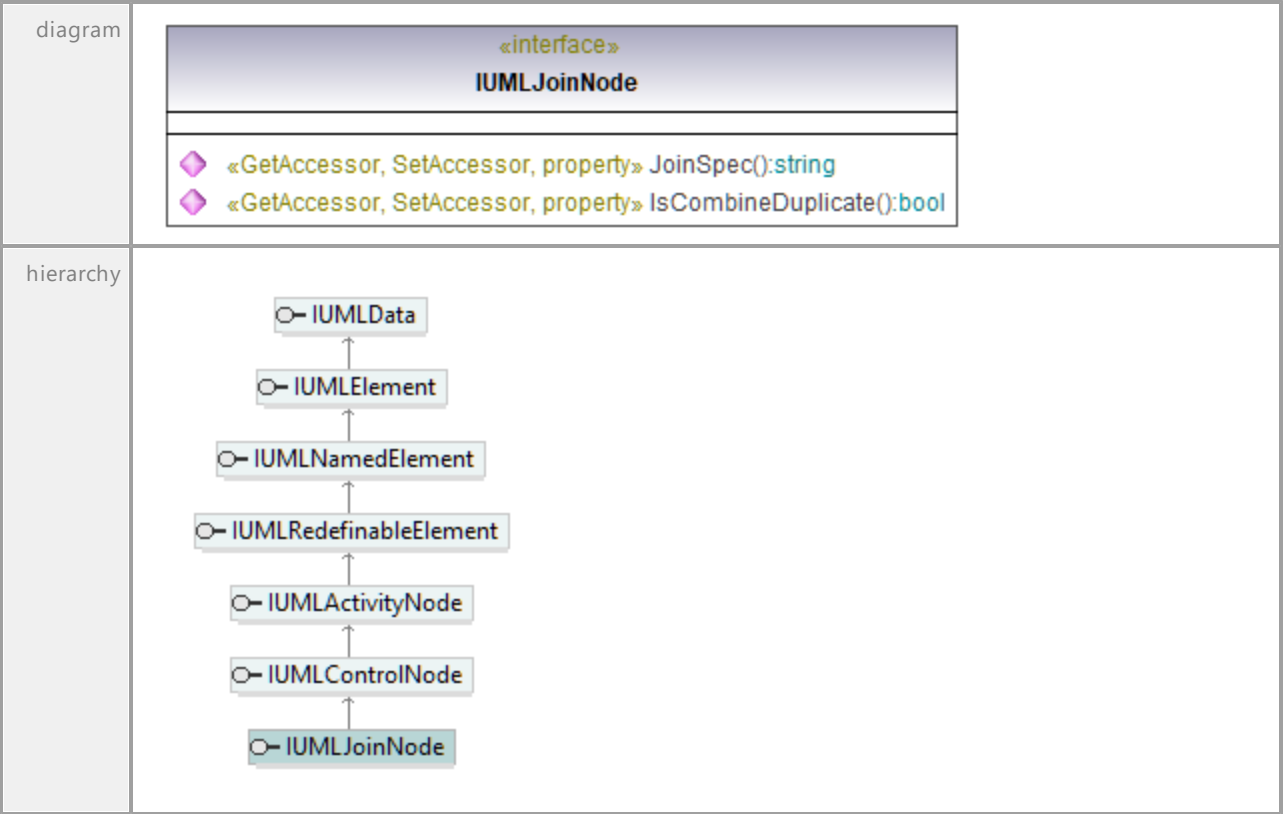 diagram
«interface»
IUMLJoinNode
«GetAccessor, SetAccessor, property» JoinSpec():string
«GetAccessor, SetAccessor, property» IsCombineDuplicate():bool
hierarchy
IUMLData
IUMLElement
IUMLNamedElement
IUMLRedefinableElement
IUMLActivityNode
IUMLControlNode
IUMLJoinNode